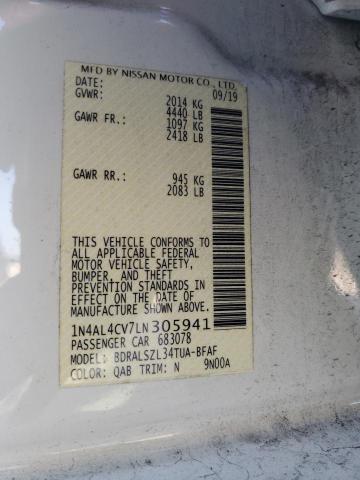 MFD BY NISSAN MOTOR CO., LTD.
09/19
GVWR: 2014 KG
4440 LB
GAWR FR.: 1097 KG
2418 LB
GAWR RR.: 945 KG
2083 LB
THIS VEHICLE CONFORMS TO
ALL APPLICABLE FEDERAL
MOTOR VEHICLE SAFETY,
BUMPER, AND THEFT
PREVENTION STANDARDS IN
EFFECT ON THE DATE OF
MANUFACTURE SHOWN ABOVE.
1N4AL4CV7LN305941
PASSENGER CAR 683078
MODEL: BDRALSZL34TUA-BFAF
COLOR: QAB TRIM: N 9N00A